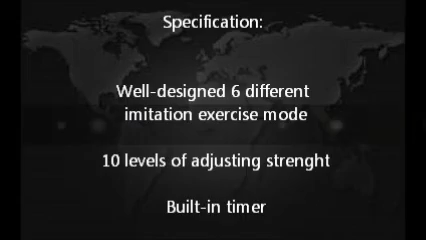 Specification:
Well-designed 6 different
imitation exercise mode
10 levels of adjusting strenght
Built-in timer